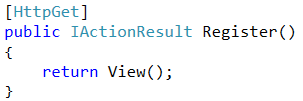 [HttpGet]
public IActionResult Register()
{
    return View();
}